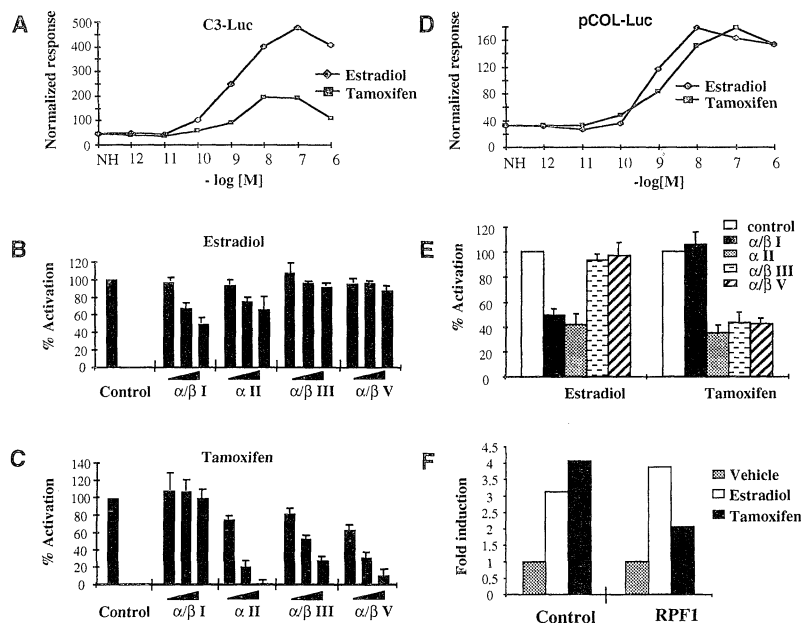 A
C3-Luc
Normalized response
500
400
300
200
100
0
Estradiol
Tamoxifen
NH 12 11 10 9 8 7 6
- log [M]
D
pCOL-Luc
Normalized response
160
120
80
40
0
Estradiol
Tamoxifen
NH 12 11 10 9 8 7 6
-log[M]
B
Estradiol
% Activation
120
100
80
60
40
20
0
Control α/β I α II α/β III α/β V
E
% Activation
120
100
80
60
40
20
0
control
α/β I
α II
α/β III
α/β V
Estradiol Tamoxifen
C
Tamoxifen
% Activation
140
120
100
80
60
40
20
0
Control α/β I α II α/β III α/β V
F
Fold induction
4.5
4
3.5
3
2.5
2
1.5
1
0.5
0
Vehicle
Estradiol
Tamoxifen
Control RPF1